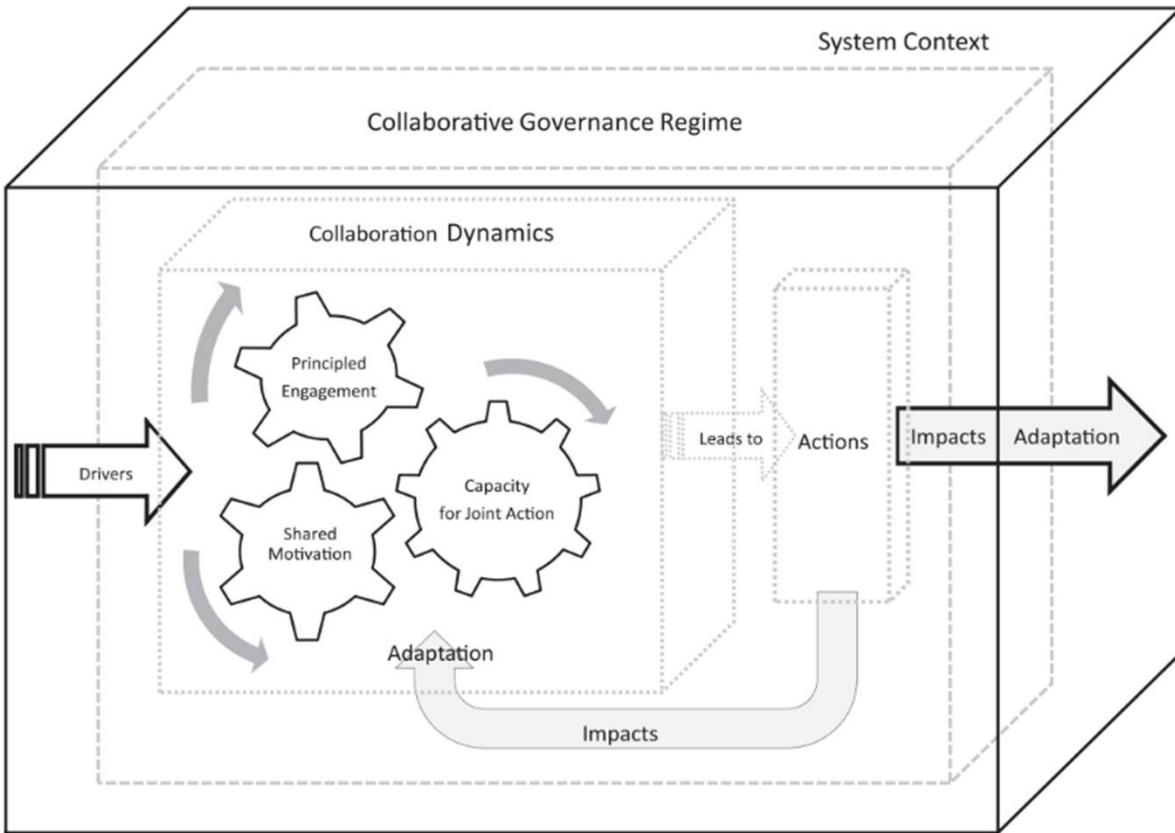 System Context
Collaborative Governance Regime
Collaboration Dynamics
Principled
Engagement
Drivers
Shared
Motivation
Capacity
for Joint Action
Leads to
Actions
Impacts
Adaptation
Adaptation
Impacts